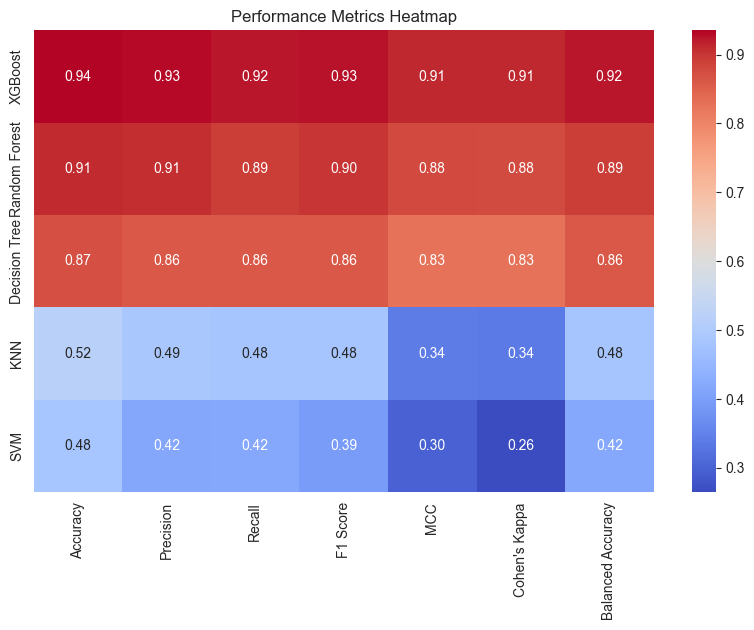 Performance Metrics Heatmap
XGBoost
0.94 0.93 0.92 0.93 0.91 0.91 0.92
Random Forest
0.91 0.91 0.89 0.90 0.88 0.88 0.89
Decision Tree
0.87 0.86 0.86 0.86 0.83 0.83 0.86
KNN
0.52 0.49 0.48 0.48 0.34 0.34 0.48
SVM
0.48 0.42 0.42 0.39 0.30 0.26 0.42
Accuracy
Precision
Recall
F1 Score
MCC
Cohen's Kappa
Balanced Accuracy
0.9
0.8
0.7
0.6
0.5
0.4
0.3